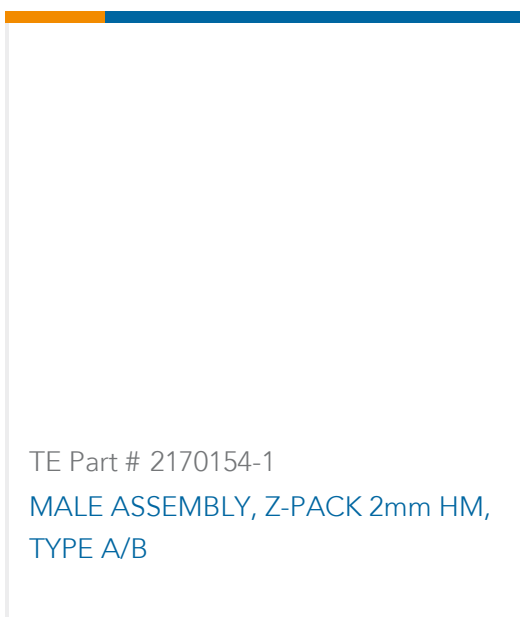 TE Part # 2170154-1
MALE ASSEMBLY, Z-PACK 2mm HM,
TYPE A/B